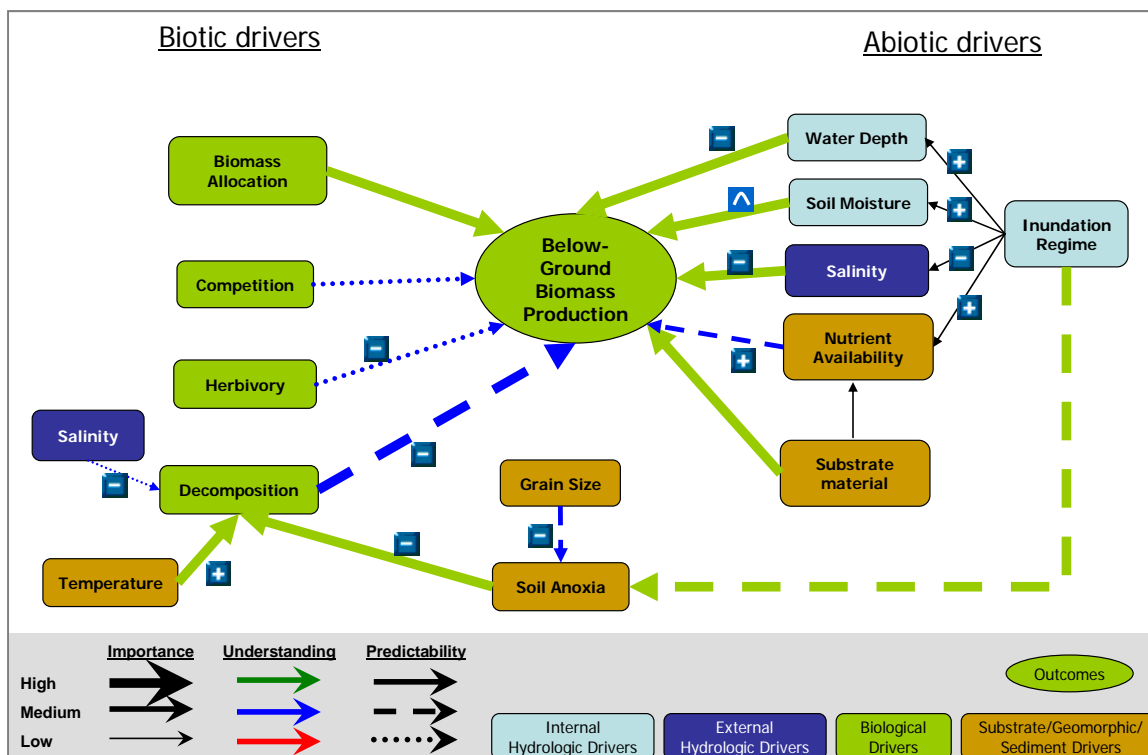 Biotic drivers
Abiotic drivers
Biomass
Allocation
Water Depth
Soil Moisture
Inundation
Regime
Below-
Ground
Biomass
Production
Competition
Salinity
Nutrient
Availability
Herbivory
Salinity
Decomposition
Grain Size
Substrate
material
Temperature
Soil Anoxia
Importance
Understanding
Predictability
High
Medium
Low
Outcomes
Internal
Hydrologic Drivers
External
Hydrologic Drivers
Biological
Drivers
Substrate/Geomorphic/
Sediment Drivers